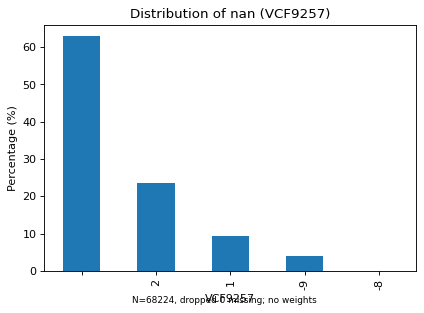 Distribution of nan (VCF9257)
Percentage (%)
60
50
40
30
20
10
0
2
1
-9
-8
VCF9257
N=68224, dropped 0 missing; no weights